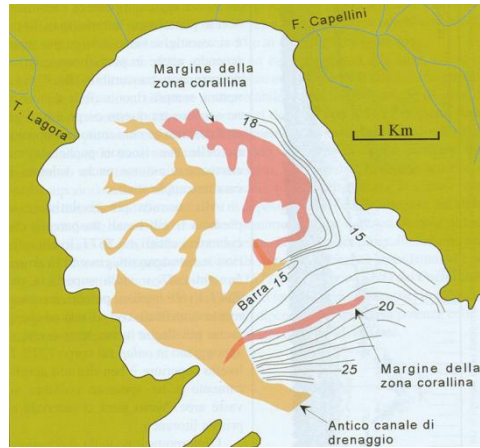 F. Capellini
T. Lagora
Margine della
zona corallina
1 Km
18
15
Barra
15
20
25
Margine della
zona corallina
Antico canale di
drenaggio